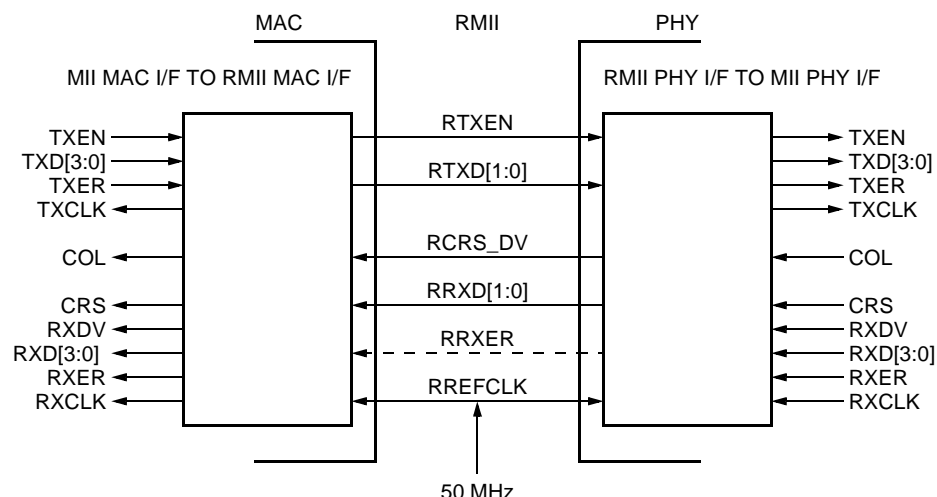 MAC RMII PHY
MII MAC I/F TO RMII MAC I/F RMII PHY I/F TO MII PHY I/F
TXEN
TXD[3:0]
TXER
TXCLK
COL
CRS
RXDV
RXD[3:0]
RXER
RXCLK
RTXEN
RTXD[1:0]
RCRS_DV
RRXD[1:0]
RRXER
RREFCLK
50 MHz
TXEN
TXD[3:0]
TXER
TXCLK
COL
CRS
RXDV
RXD[3:0]
RXER
RXCLK